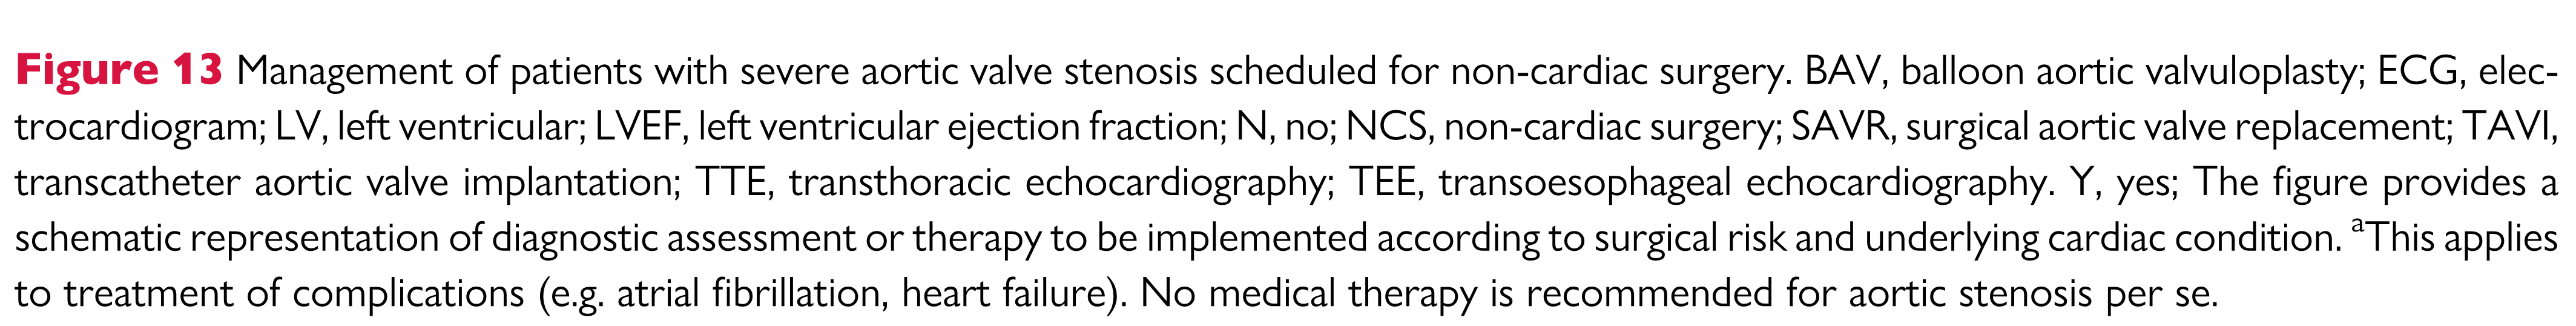 Figure 13 Management of patients with severe aortic valve stenosis scheduled for non-cardiac surgery. BAV, balloon aortic valvuloplasty; ECG, elec-
trocardiogram; LV, left ventricular; LVEF, left ventricular ejection fraction; N, no; NCS, non-cardiac surgery; SAVR, surgical aortic valve replacement; TAVI,
transcatheter aortic valve implantation; TTE, transthoracic echocardiography; TEE, transoesophageal echocardiography. Y, yes; The figure provides a
schematic representation of diagnostic assessment or therapy to be implemented according to surgical risk and underlying cardiac condition. ᵃThis applies
to treatment of complications (e.g. atrial fibrillation, heart failure). No medical therapy is recommended for aortic stenosis per se.